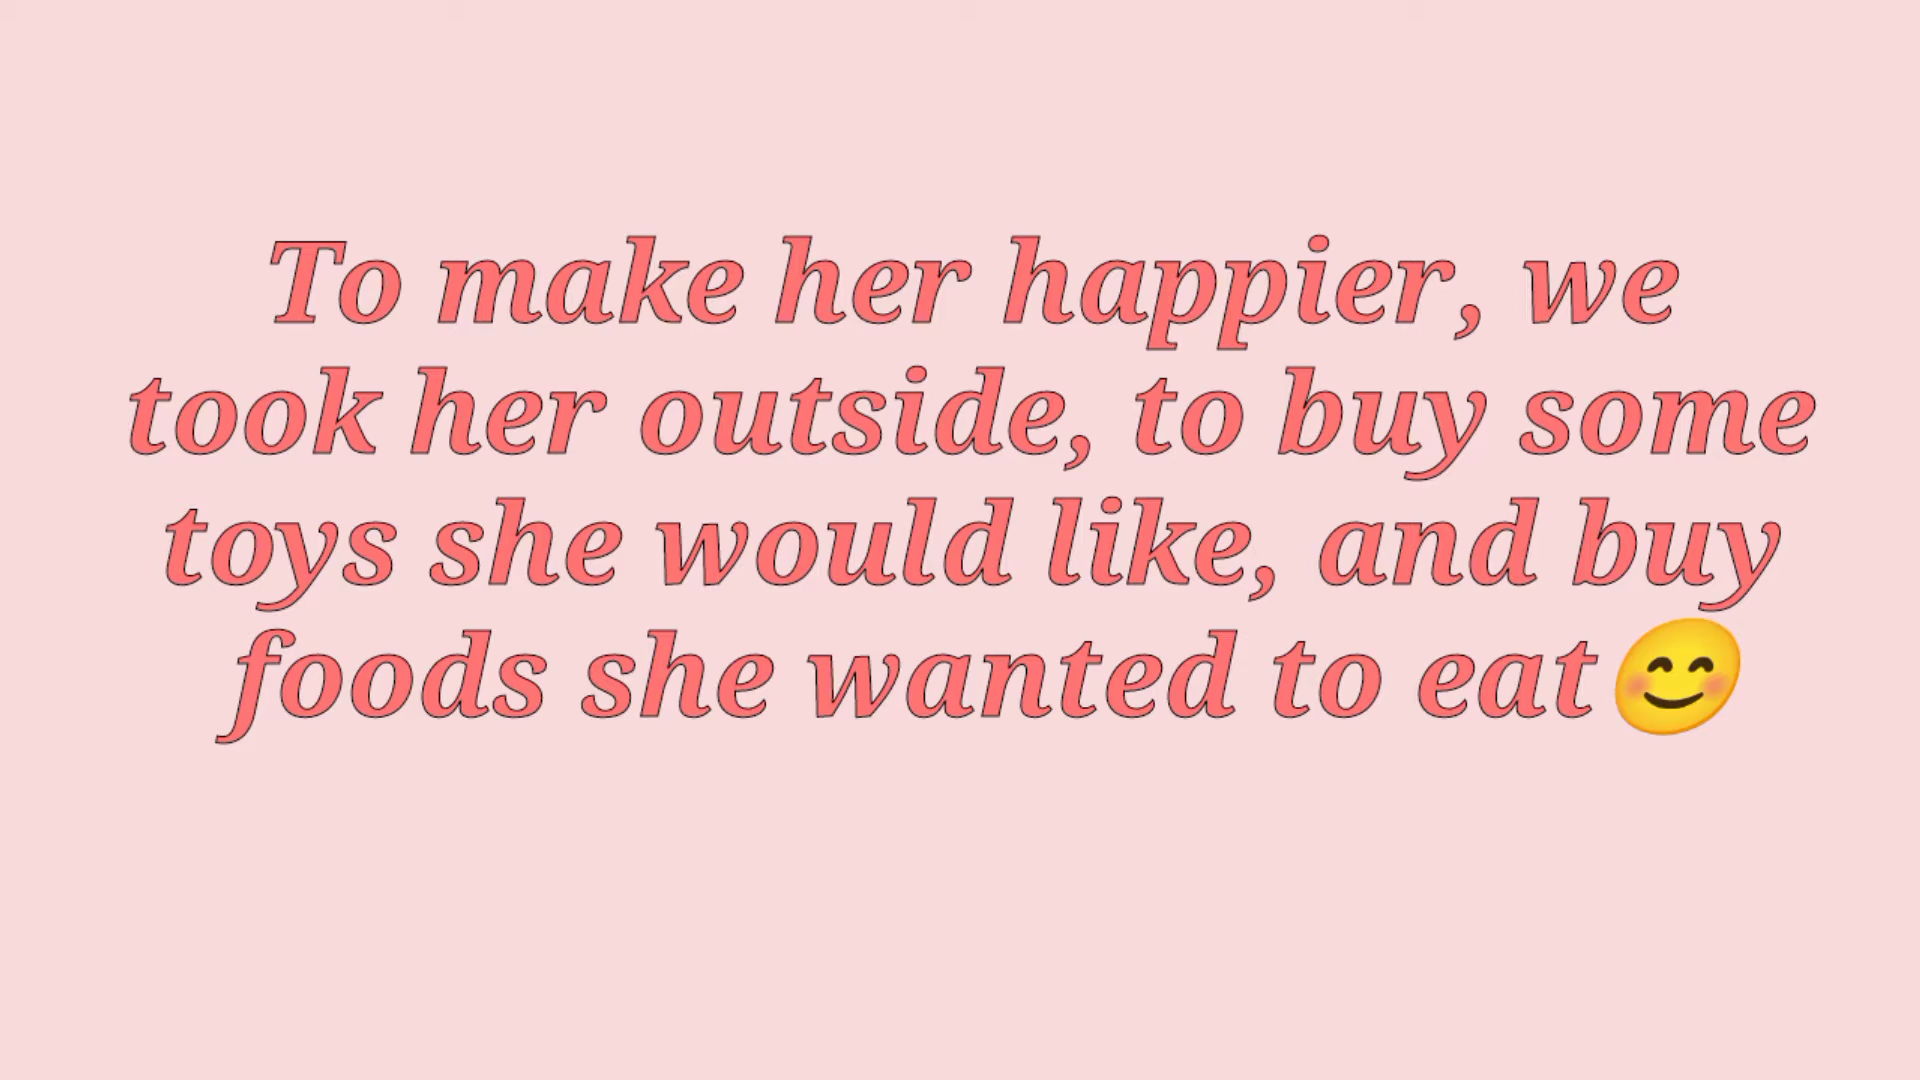 To make her happier, we
took her outside, to buy some
toys she would like, and buy
foods she wanted to eat😊